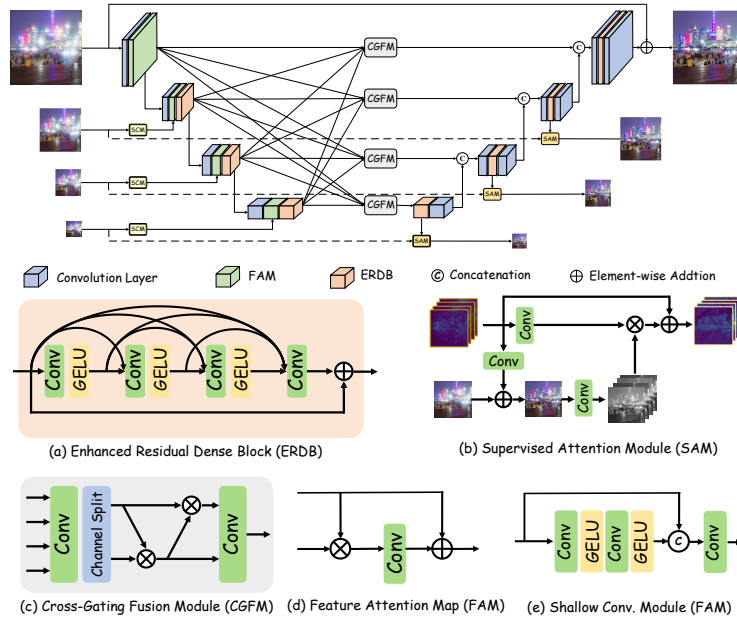 CGFM
C
CGFM
C
SCM
SAM
CGFM
C
SCM
SAM
CGFM
SCM
SAM
Convolution Layer
FAM
ERDB
C Concatenation
Element-wise Addtion
Conv
GELU
Conv
GELU
Conv
GELU
Conv
(a) Enhanced Residual Dense Block (ERDB)
Conv
Conv
Conv
(b) Supervised Attention Module (SAM)
Conv
Channel Split
Conv
(c) Cross-Gating Fusion Module (CGFM)
Conv
(d) Feature Attention Map (FAM)
Conv
GELU
Conv
GELU
C
Conv
(e) Shallow Conv. Module (FAM)